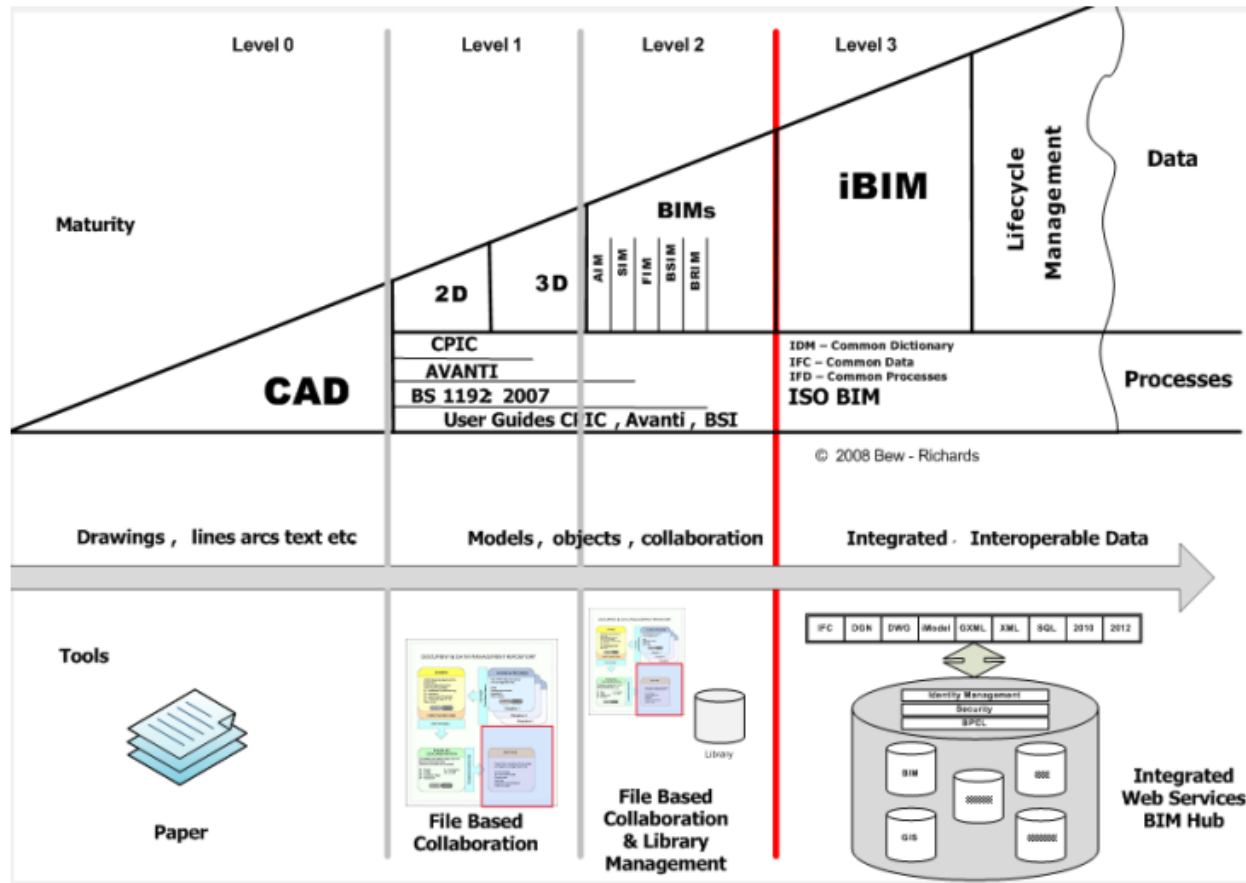 Level 0
Level 1
Level 2
Level 3
Maturity
CAD
2D
3D
BIMs
AIM
SIM
FIM
BSIM
BRIM
iBIM
Lifecycle
Management
Data
CPIC
AVANTI
BS 1192: 2007
User Guides CPIC , Avanti , BSI
IDM – Common Dictionary
IFC – Common Data
IFD – Common Processes
ISO BIM
Processes
© 2008 Bew - Richards
Drawings , lines arcs text etc
Models , objects , collaboration
Integrated , Interoperable Data
Tools
Paper
DOCUMENT & DATA MANAGEMENT REPOSITORY
File Based
Collaboration
Library
File Based
Collaboration
& Library
Management
IFC
DGN
DWG
iModel
GXML
XML
SQL
2010
2012
Identity Management
Security
BPEL
BIM
GIS
Integrated
Web Services
BIM Hub